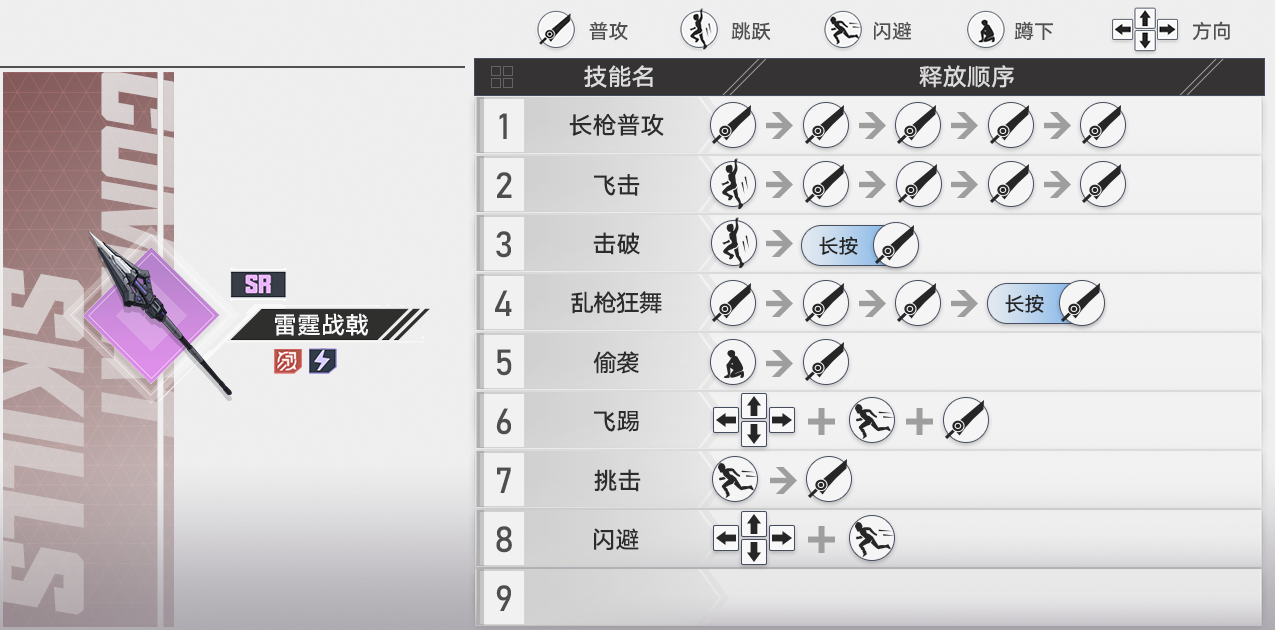 普攻 跳跃 闪避 蹲下 方向
技能名 释放顺序
COMBAT
SKILLS
SR
雷霆战戟
1 长枪普攻
2 飞击
3 击破 长按
4 乱枪狂舞 长按
5 偷袭
6 飞踢
7 挑击
8 闪避
9